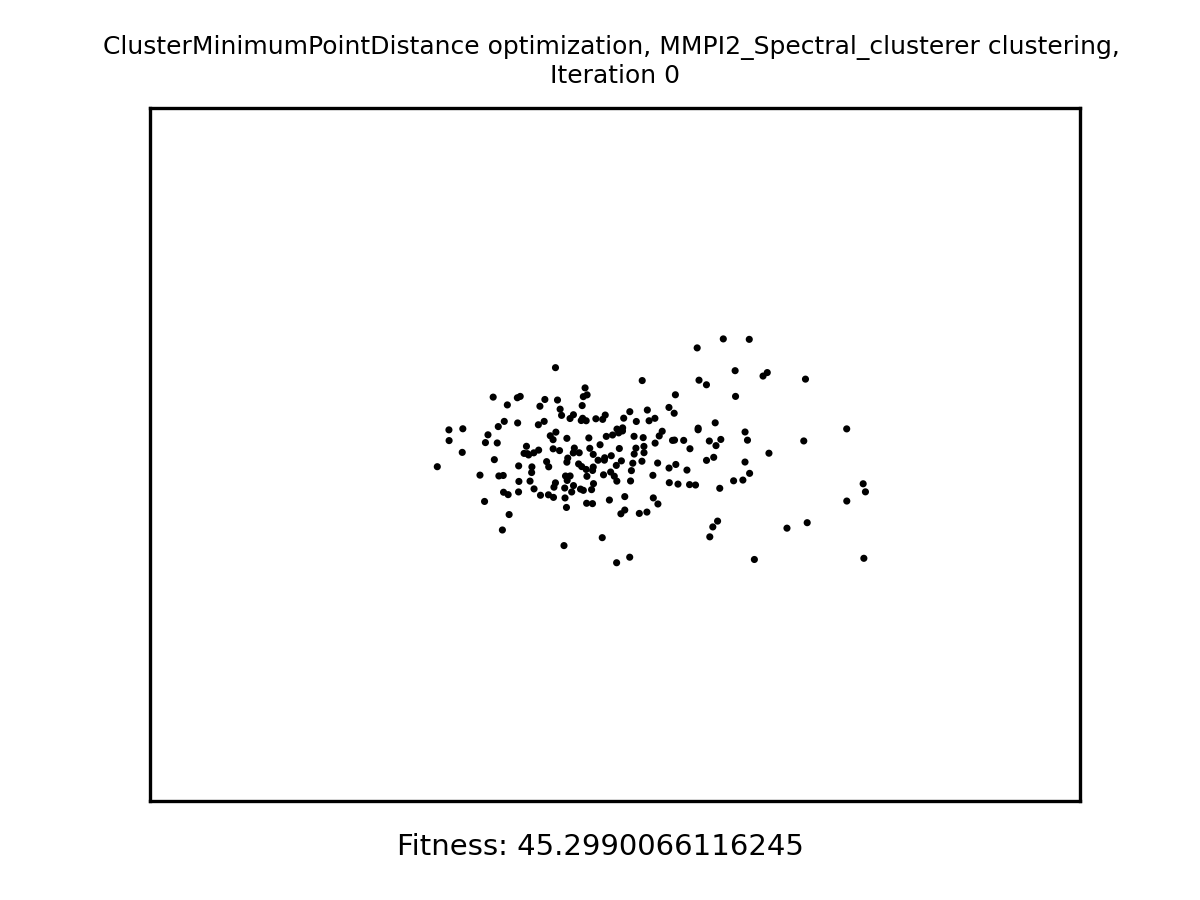 ClusterMinimumPointDistance optimization, MMPI2_Spectral_clusterer clustering,
Iteration 0
Fitness: 45.2990066116245